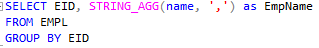 SELECT EID, STRING_AGG(name, ',') as EmpName
FROM EMPL
GROUP BY EID